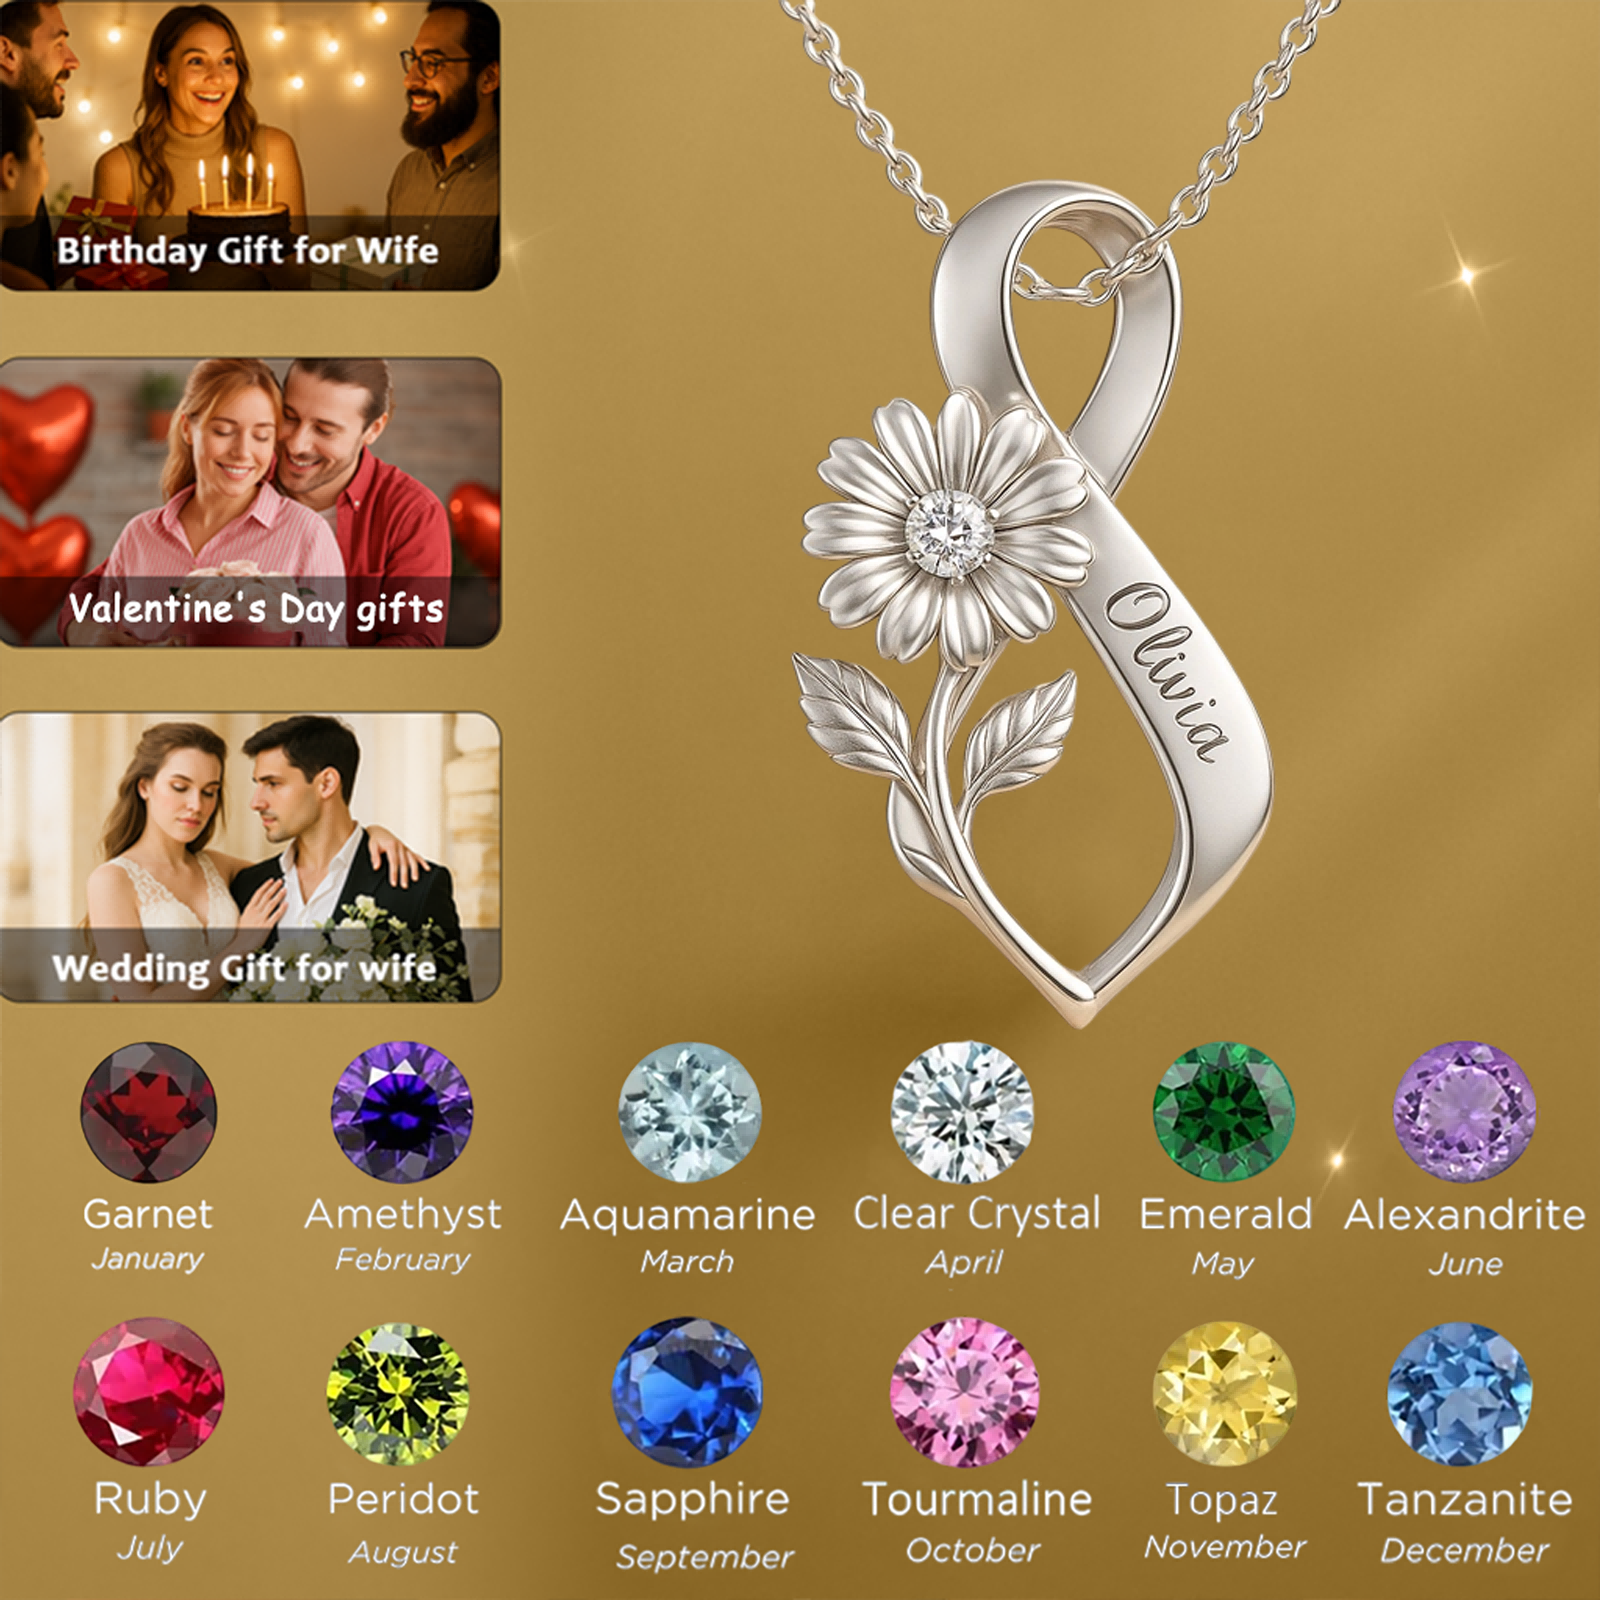 Birthday Gift for Wife
Valentine's Day gifts
Wedding Gift for wife
Olivia
Garnet
January
Amethyst
February
Aquamarine
March
Clear Crystal
April
Emerald
May
Alexandrite
June
Ruby
July
Peridot
August
Sapphire
September
Tourmaline
October
Topaz
November
Tanzanite
December